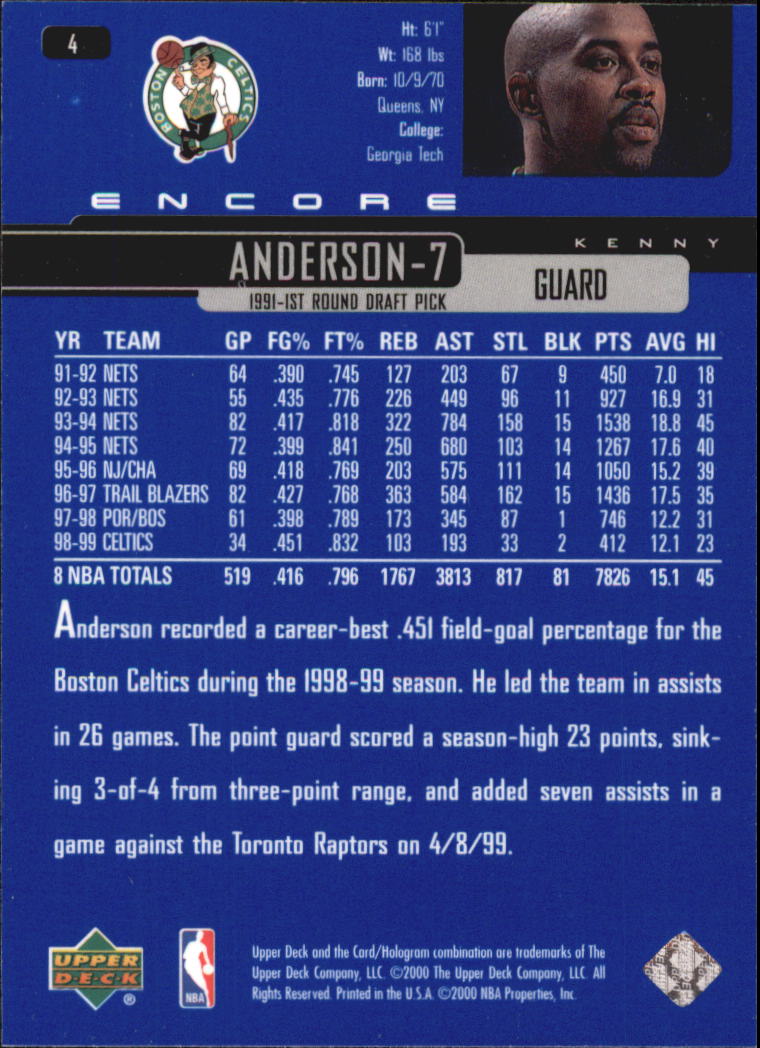 4
BOSTON CELTICS
Ht: 6'1"
Wt: 168 lbs
Born: 10/9/70
Queens, NY
College:
Georgia Tech
ENCORE
KENNY
ANDERSON-7
GUARD
1991-1ST ROUND DRAFT PICK
YR TEAM GP FG% FT% REB AST STL BLK PTS AVG HI
91-92 NETS 64 .390 .745 127 203 67 9 450 7.0 18
92-93 NETS 55 .435 .776 226 449 96 11 927 16.9 31
93-94 NETS 82 .417 .818 322 784 158 15 1538 18.8 45
94-95 NETS 72 .399 .841 250 680 103 14 1267 17.6 40
95-96 NJ/CHA 69 .418 .769 203 575 111 14 1050 15.2 39
96-97 TRAIL BLAZERS 82 .427 .768 363 584 162 15 1436 17.5 35
97-98 POR/BOS 61 .398 .789 173 345 87 1 746 12.2 31
98-99 CELTICS 34 .451 .832 103 193 33 2 412 12.1 23
8 NBA TOTALS 519 .416 .796 1767 3813 817 81 7826 15.1 45
Anderson recorded a career-best .451 field-goal percentage for the
Boston Celtics during the 1998-99 season. He led the team in assists
in 26 games. The point guard scored a season-high 23 points, sink-
ing 3-of-4 from three-point range, and added seven assists in a
game against the Toronto Raptors on 4/8/99.
UPPER
DECK
®
NBA
Upper Deck and the Card/Hologram combination are trademarks of The
Upper Deck Company, LLC. ©2000 The Upper Deck Company, LLC. All
Rights Reserved. Printed in the U.S.A. ©2000 NBA Properties, Inc.